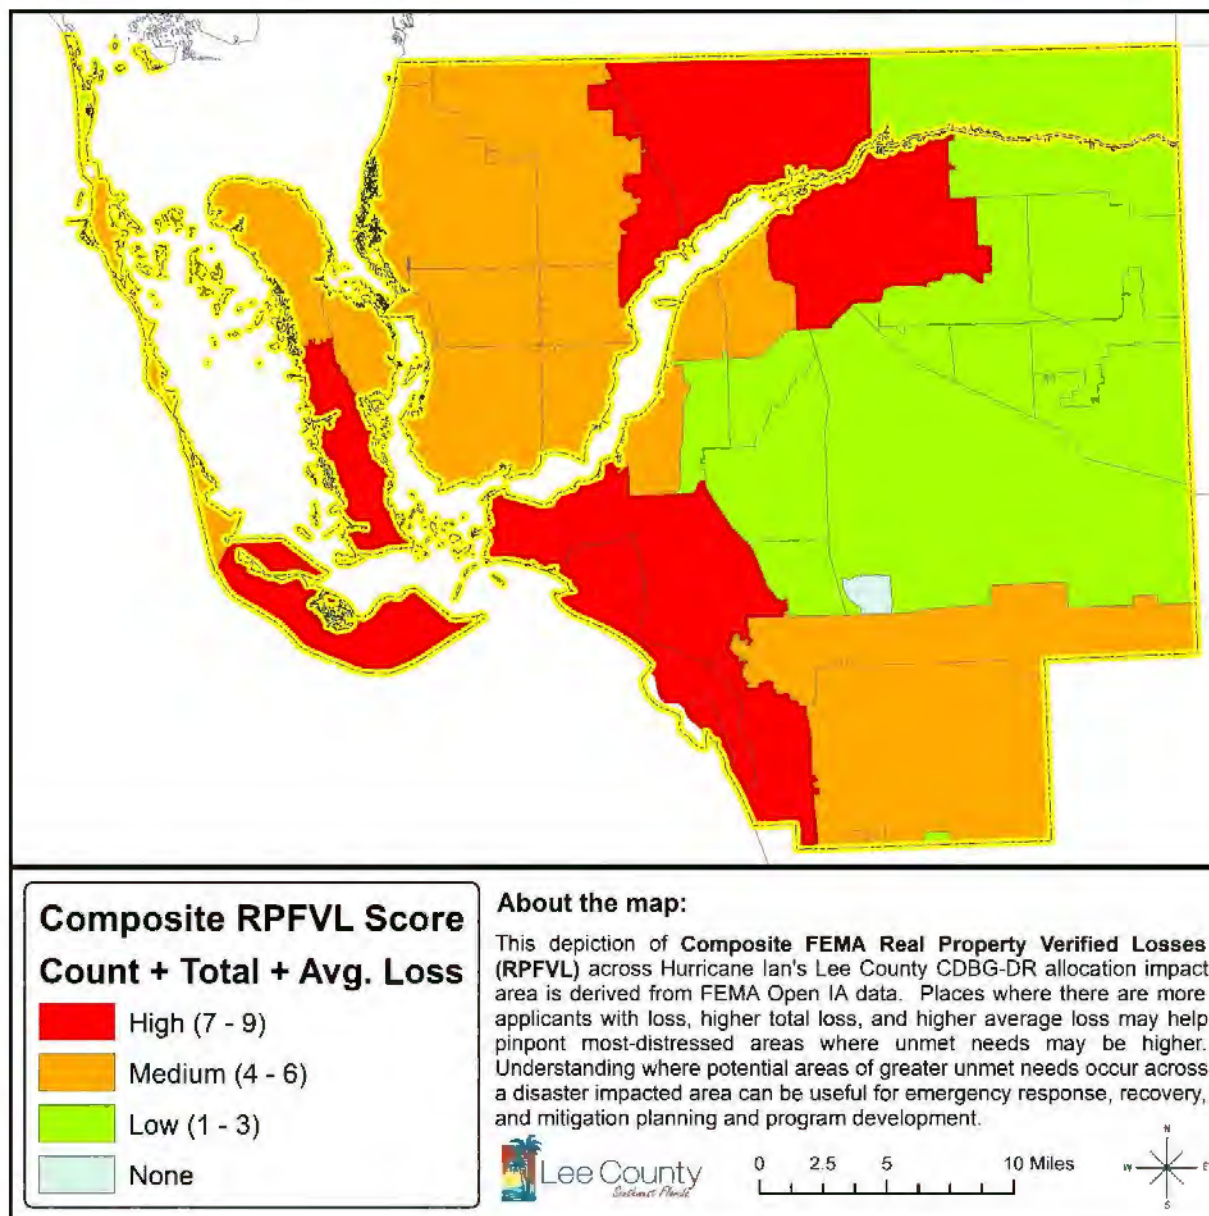 Composite RPFVL Score
Count + Total + Avg. Loss
High (7 - 9)
Medium (4 - 6)
Low (1 - 3)
None
About the map:
This depiction of Composite FEMA Real Property Verified Losses
(RPFVL) across Hurricane Ian's Lee County CDBG-DR allocation impact
area is derived from FEMA Open IA data. Places where there are more
applicants with loss, higher total loss, and higher average loss may help
pinpont most-distressed areas where unmet needs may be higher.
Understanding where potential areas of greater unmet needs occur across
a disaster impacted area can be useful for emergency response, recovery,
and mitigation planning and program development.
Lee County
Southwest Florida
0 2.5 5 10 Miles
N
W E
S